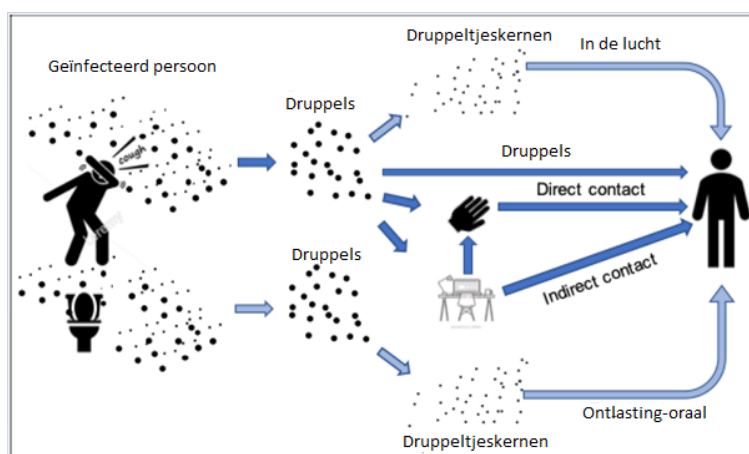 Druppeltjeskernen
In de lucht
Geïnfecteerd persoon
Druppels
cough
Druppels
Direct contact
Druppels
Indirect contact
Ontlasting-oraal
Druppeltjeskernen